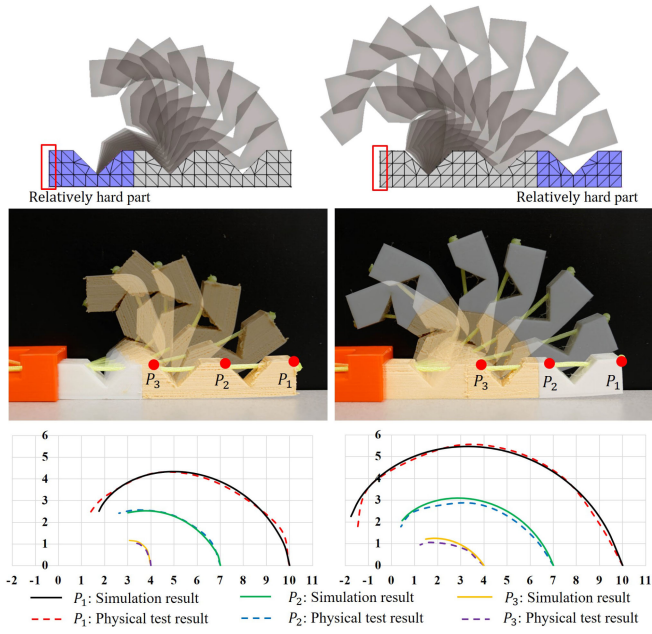 Relatively hard part
Relatively hard part
P3 P2 P1
P3 P2 P1
6
5
4
3
2
1
0
-2 -1 0 1 2 3 4 5 6 7 8 9 10 11
6
5
4
3
2
1
0
-2 -1 0 1 2 3 4 5 6 7 8 9 10 11
P1: Simulation result P2: Simulation result P3: Simulation result
P1: Physical test result P2: Physical test result P3: Physical test result